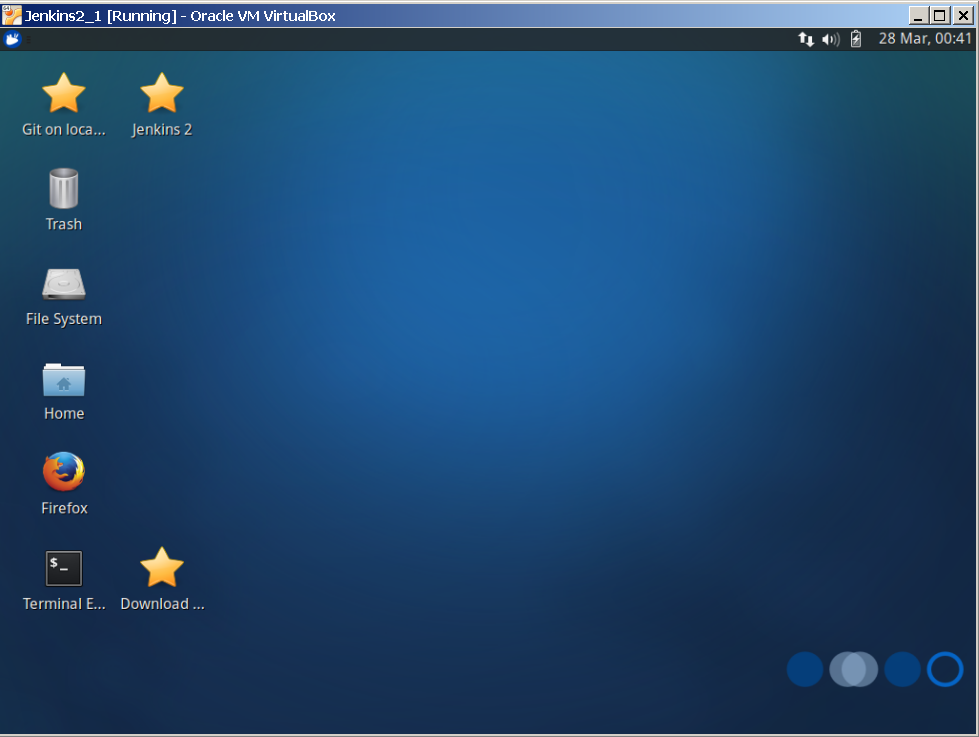 Jenkins2_1 [Running] - Oracle VM VirtualBox
28 Mar, 00:41
Git on loca...
Jenkins 2
Trash
File System
Home
Firefox
$_
Terminal E...
Download ...